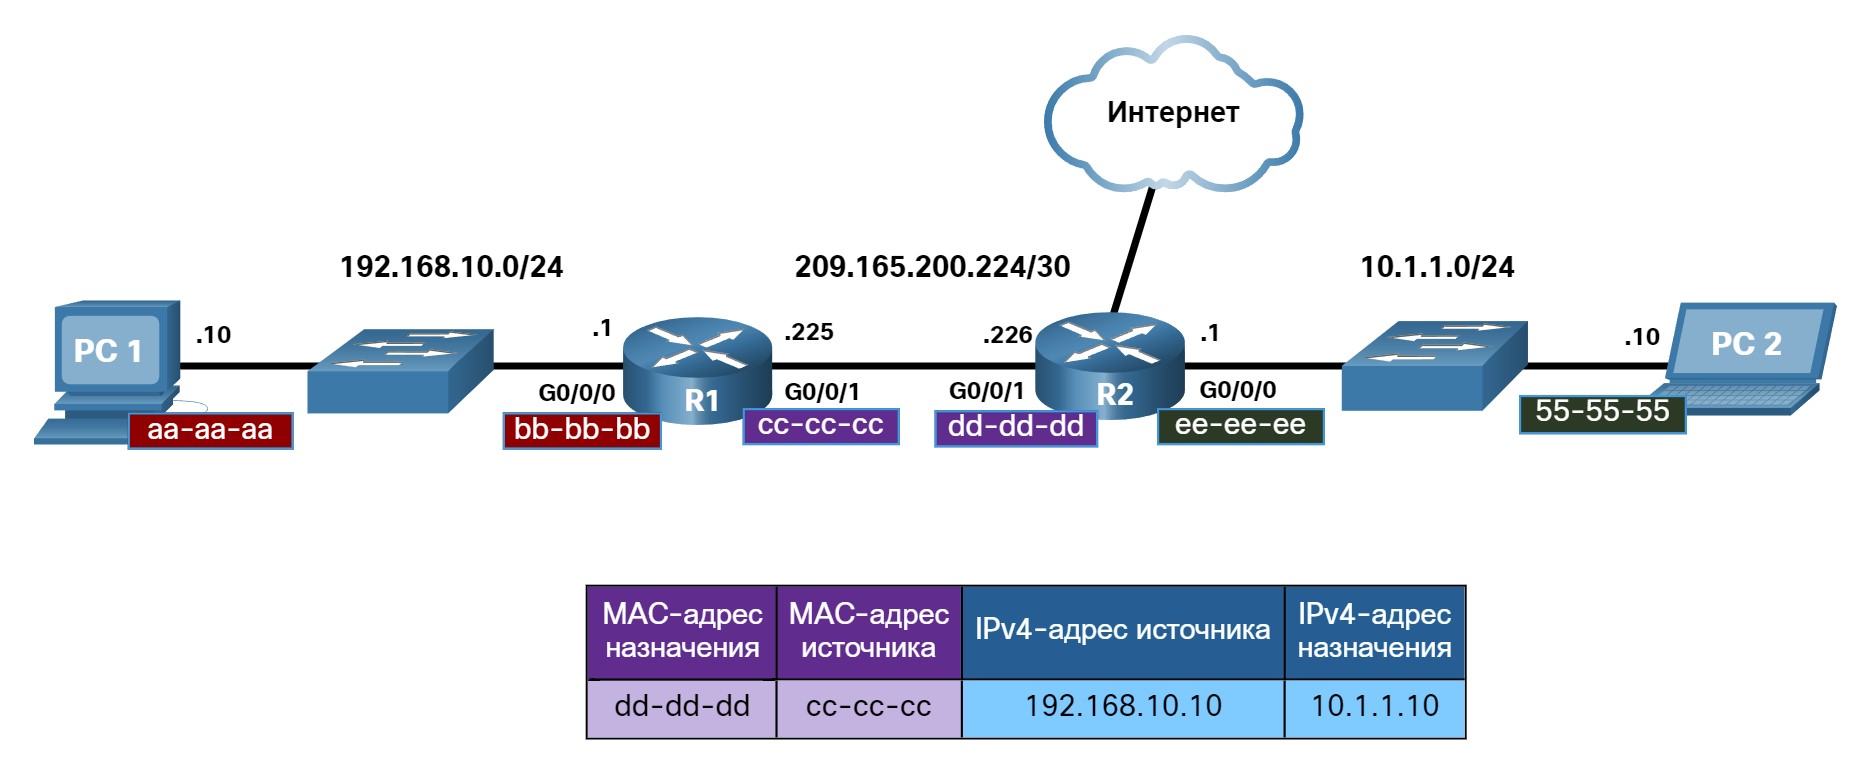 Интернет
192.168.10.0/24
209.165.200.224/30
10.1.1.0/24
PC 1
.10
.1
.225
.226
.1
.10
PC 2
G0/0/0
R1
G0/0/1
G0/0/1
R2
G0/0/0
aa-aa-aa
bb-bb-bb
cc-cc-cc
dd-dd-dd
ee-ee-ee
55-55-55
МАС-адрес назначения
МАС-адрес источника
IPv4-адрес источника
IPv4-адрес назначения
dd-dd-dd
cc-cc-cc
192.168.10.10
10.1.1.10